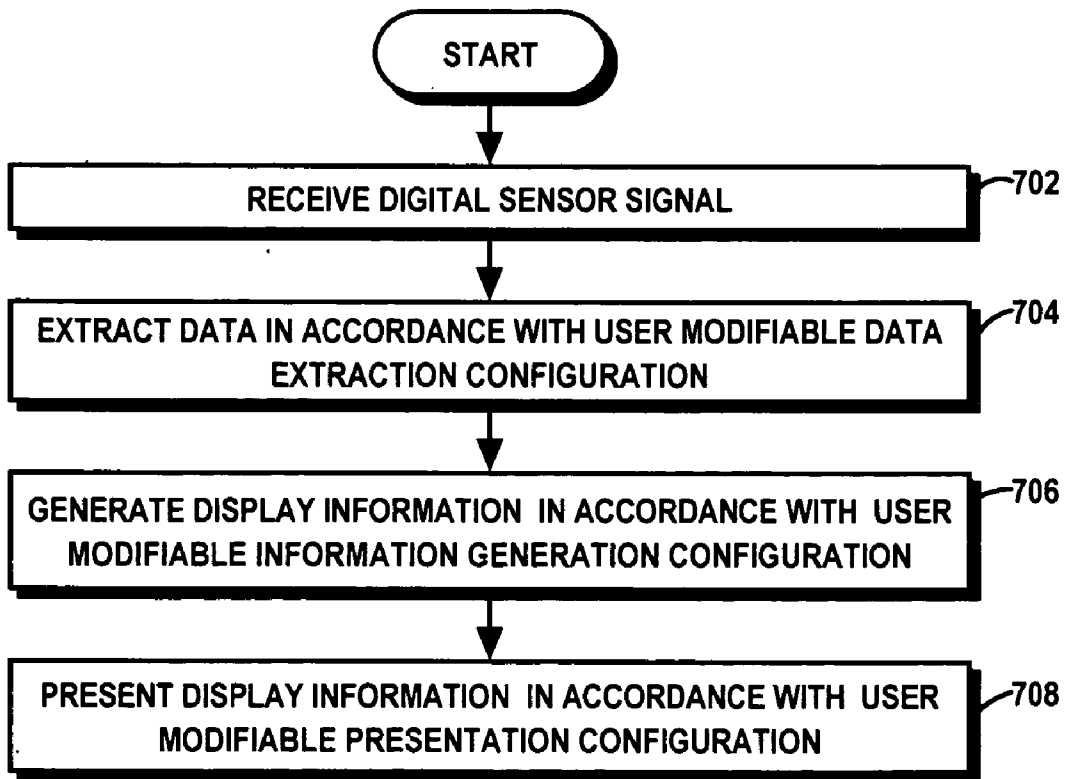 START
RECEIVE DIGITAL SENSOR SIGNAL
702
EXTRACT DATA IN ACCORDANCE WITH USER MODIFIABLE DATA
EXTRACTION CONFIGURATION
704
GENERATE DISPLAY INFORMATION IN ACCORDANCE WITH USER
MODIFIABLE INFORMATION GENERATION CONFIGURATION
706
PRESENT DISPLAY INFORMATION IN ACCORDANCE WITH USER
MODIFIABLE PRESENTATION CONFIGURATION
708